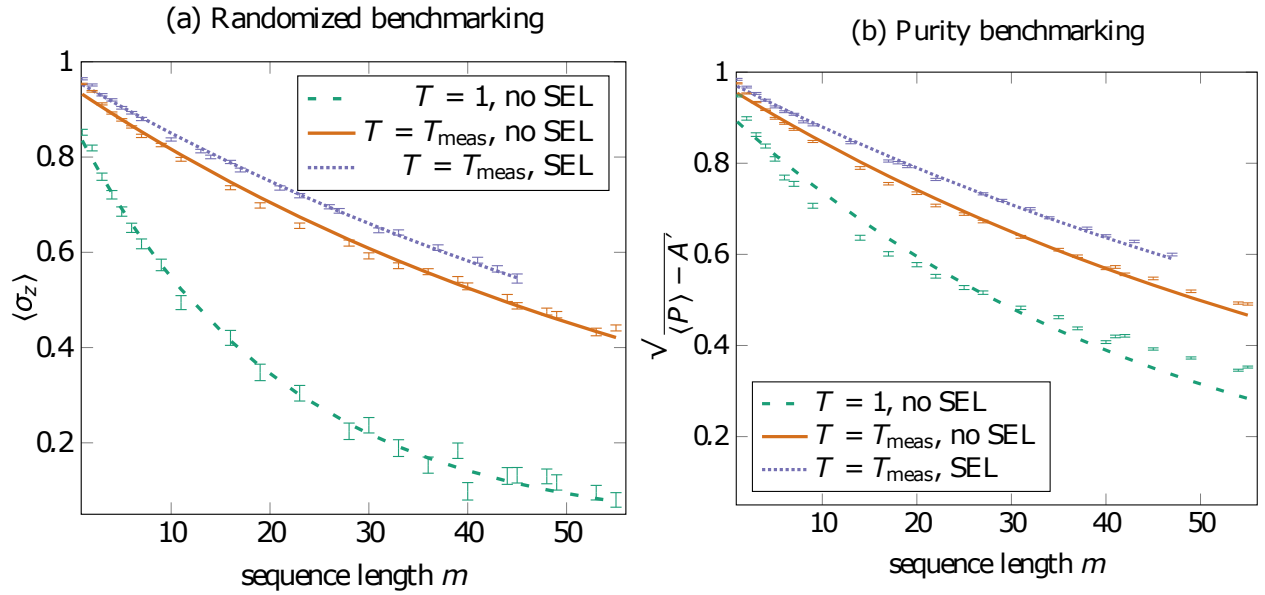 (a) Randomized benchmarking
1
0.8
0.6
0.4
0.2
⟨σz⟩
T = 1, no SEL
T = Tmeas, no SEL
T = Tmeas, SEL
10 20 30 40 50
sequence length m
(b) Purity benchmarking
1
0.8
0.6
0.4
0.2
√⟨P⟩ − A′
T = 1, no SEL
T = Tmeas, no SEL
T = Tmeas, SEL
10 20 30 40 50
sequence length m